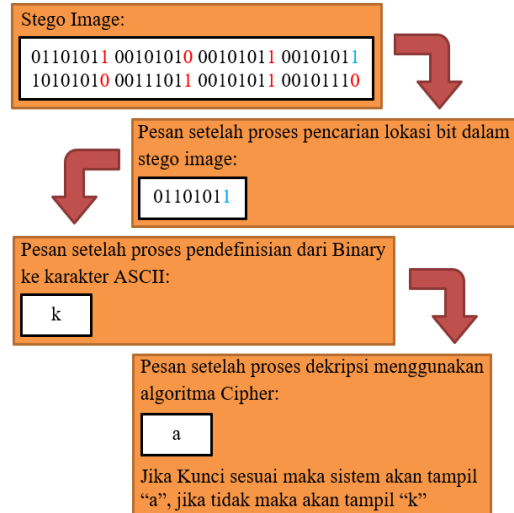 Stego Image:
01101011 00101010 00101011 00101011
10101010 00111011 00101011 00101110
Pesan setelah proses pencarian lokasi bit dalam
stego image:
01101011
Pesan setelah proses pendefinisian dari Binary
ke karakter ASCII:
k
Pesan setelah proses dekripsi menggunakan
algoritma Cipher:
a
Jika Kunci sesuai maka sistem akan tampil
“a”, jika tidak maka akan tampil “k”